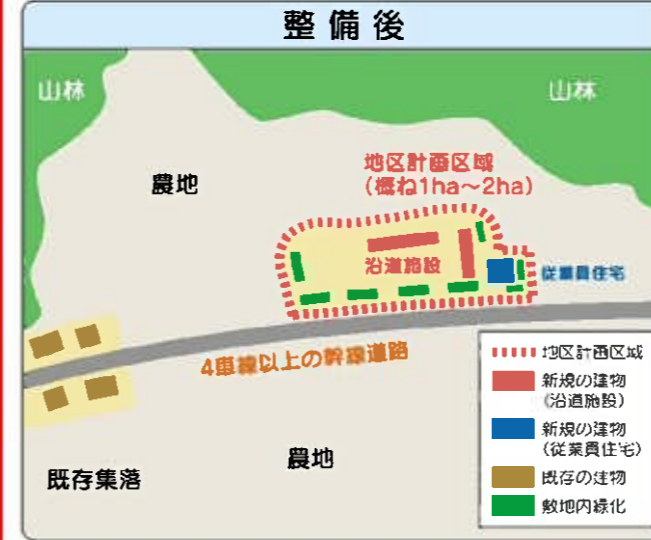 整備後
山林
山林
農地
地区計画区域
(概ね1ha～2ha)
沿道施設
従業員住宅
4車線以上の幹線道路
農地
既存集落
地区計画区域
新規の建物
(沿道施設)
新規の建物
(従業員住宅)
既存の建物
敷地内緑化